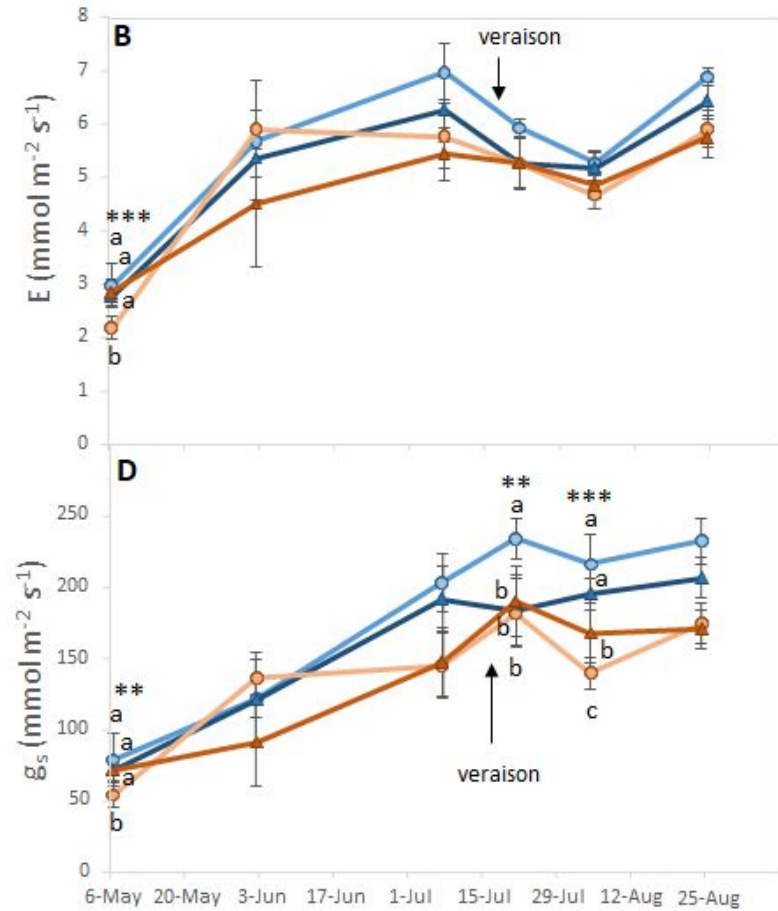 B
veraison
8
7
6
5
4
3
2
1
0
E (mmol m⁻² s⁻¹)
***
a
a
a
b
D
250
200
150
100
50
0
gₛ (mmol m⁻² s⁻¹)
**
a
a
a
b
**
a
b
b
b
***
a
a
b
c
veraison
6-May 20-May 3-Jun 17-Jun 1-Jul 15-Jul 29-Jul 12-Aug 25-Aug